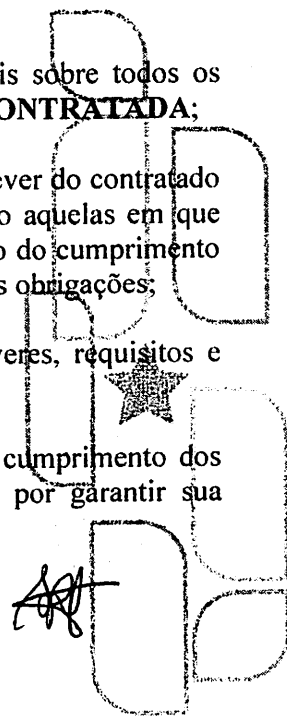 is sobre todos os
ONTRATADA;
ever do contratado
o aquelas em que
o do cumprimento
s obrigações;
veres, requisitos e
cumprimento dos
por garantir sua